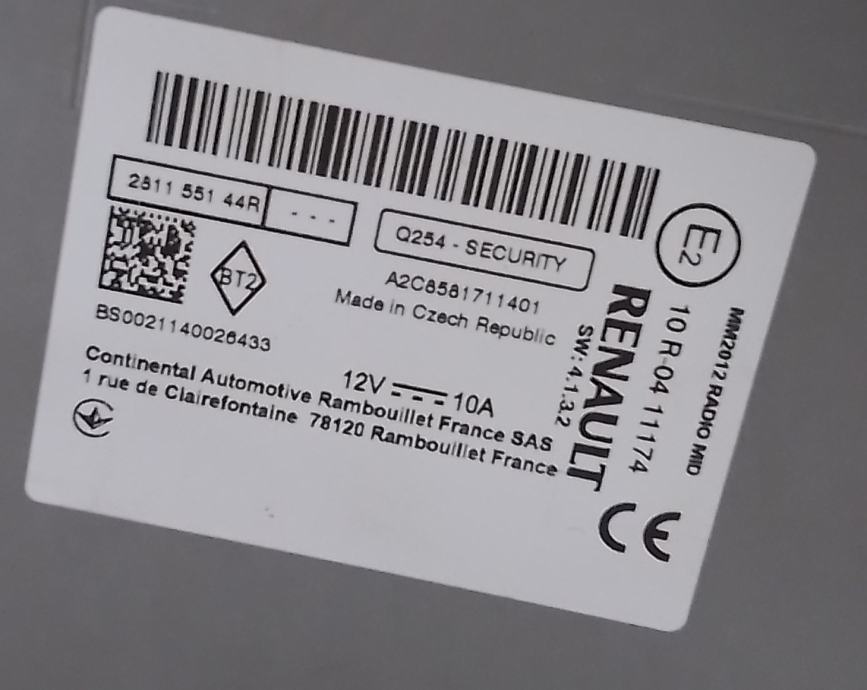 2811 551 44R
- - -
Q254 - SECURITY
BT2
A2C8581711401
Made in Czech Republic
BS0021140026433
12V 10A
Continental Automotive Rambouillet France SAS
1 rue de Clairefontaine 78120 Rambouillet France
E2
RENAULT
SW: 4.1.3.2
10 R-04 11174
MM2012 RADIO MID
CE